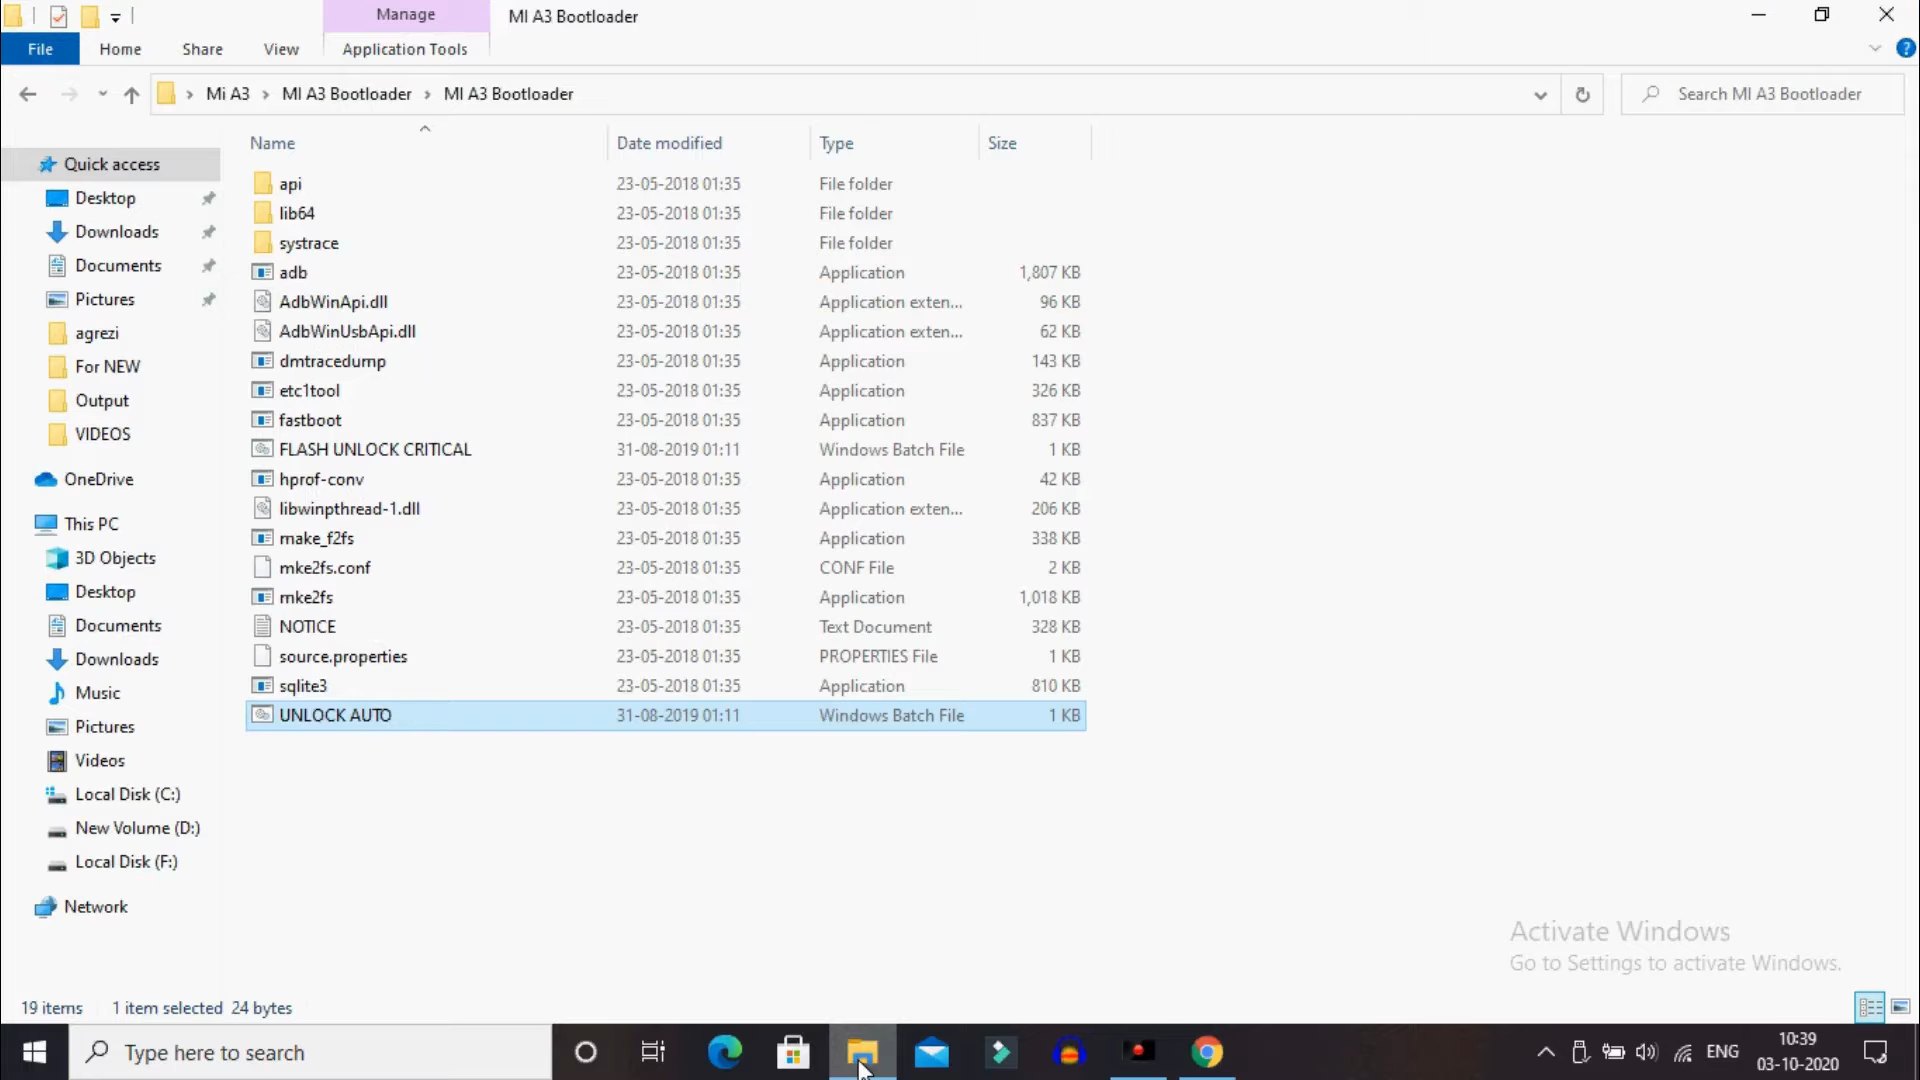 Manage
MI A3 Bootloader
File
Home
Share
View
Application Tools
Mi A3 › MI A3 Bootloader › MI A3 Bootloader
Search MI A3 Bootloader
Name
Date modified
Type
Size
Quick access
Desktop
Downloads
Documents
Pictures
agrezi
For NEW
Output
VIDEOS
OneDrive
This PC
3D Objects
Desktop
Documents
Downloads
Music
Pictures
Videos
Local Disk (C:)
New Volume (D:)
Local Disk (F:)
Network
api 23-05-2018 01:35 File folder
lib64 23-05-2018 01:35 File folder
systrace 23-05-2018 01:35 File folder
adb 23-05-2018 01:35 Application 1,807 KB
AdbWinApi.dll 23-05-2018 01:35 Application exten... 96 KB
AdbWinUsbApi.dll 23-05-2018 01:35 Application exten... 62 KB
dmtracedump 23-05-2018 01:35 Application 143 KB
etc1tool 23-05-2018 01:35 Application 326 KB
fastboot 23-05-2018 01:35 Application 837 KB
FLASH UNLOCK CRITICAL 31-08-2019 01:11 Windows Batch File 1 KB
hprof-conv 23-05-2018 01:35 Application 42 KB
libwinpthread-1.dll 23-05-2018 01:35 Application exten... 206 KB
make_f2fs 23-05-2018 01:35 Application 338 KB
mke2fs.conf 23-05-2018 01:35 CONF File 2 KB
mke2fs 23-05-2018 01:35 Application 1,018 KB
NOTICE 23-05-2018 01:35 Text Document 328 KB
source.properties 23-05-2018 01:35 PROPERTIES File 1 KB
sqlite3 23-05-2018 01:35 Application 810 KB
UNLOCK AUTO 31-08-2019 01:11 Windows Batch File 1 KB
Activate Windows
Go to Settings to activate Windows.
19 items 1 item selected 24 bytes
Type here to search
ENG
10:39
03-10-2020